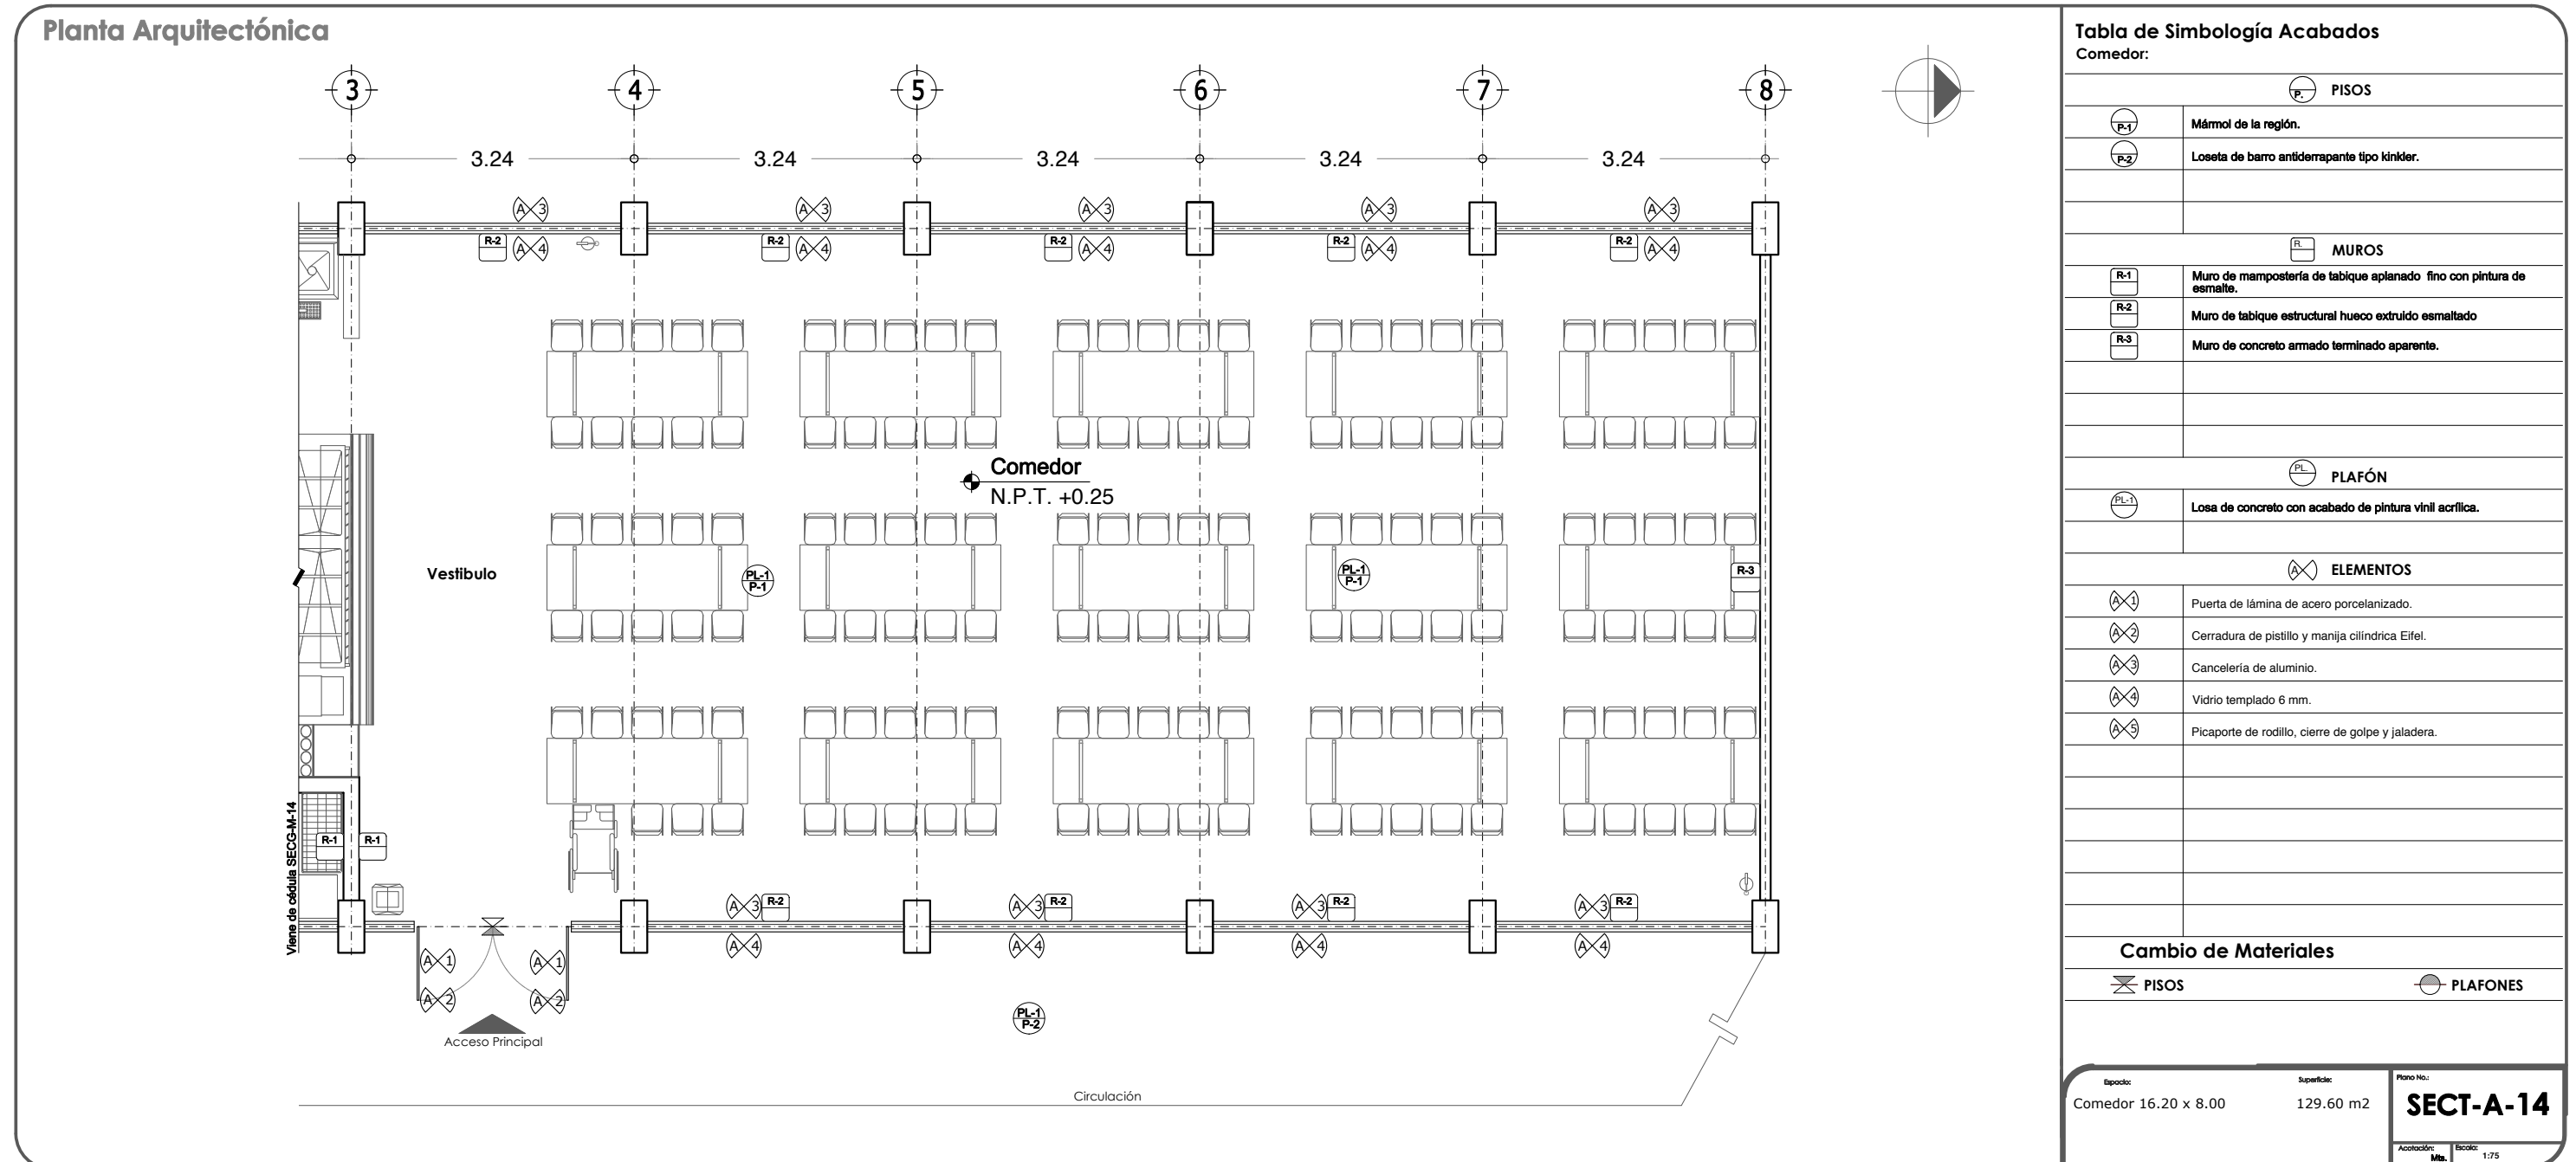 Planta Arquitectónica
3 4 5 6 7 8
3.24 3.24 3.24 3.24 3.24
A 3 A 3 A 3 A 3 A 3
R-2 A 4 R-2 A 4 R-2 A 4 R-2 A 4 R-2 A 4
Comedor
N.P.T. +0.25
Vestibulo
PL-1
P-1
PL-1
P-1
R-3
Viene de cédula SECG-M-14
R-1 R-1
A 3 R-2 A 3 R-2 A 3 R-2 A 3 R-2
A 4 A 4 A 4 A 4
A 1 A 1
A 2 A 2
Acceso Principal
PL-1
P-2
Circulación
Tabla de Simbología Acabados
Comedor:
P. PISOS
P-1 Mármol de la región.
P-2 Loseta de barro antiderrapante tipo kinkler.
R. MUROS
R-1 Muro de mampostería de tabique aplanado fino con pintura de
esmalte.
R-2 Muro de tabique estructural hueco extruido esmaltado
R-3 Muro de concreto armado terminado aparente.
PL. PLAFÓN
PL-1 Losa de concreto con acabado de pintura vinil acrílica.
A ELEMENTOS
A 1 Puerta de lámina de acero porcelanizado.
A 2 Cerradura de pistillo y manija cilíndrica Eifel.
A 3 Cancelería de aluminio.
A 4 Vidrio templado 6 mm.
A 5 Picaporte de rodillo, cierre de golpe y jaladera.
Cambio de Materiales
PISOS PLAFONES
Espacio: Superficie: Plano No.:
Comedor 16.20 x 8.00 129.60 m2 SECT-A-14
Acotación: Escala:
Mts. 1:75